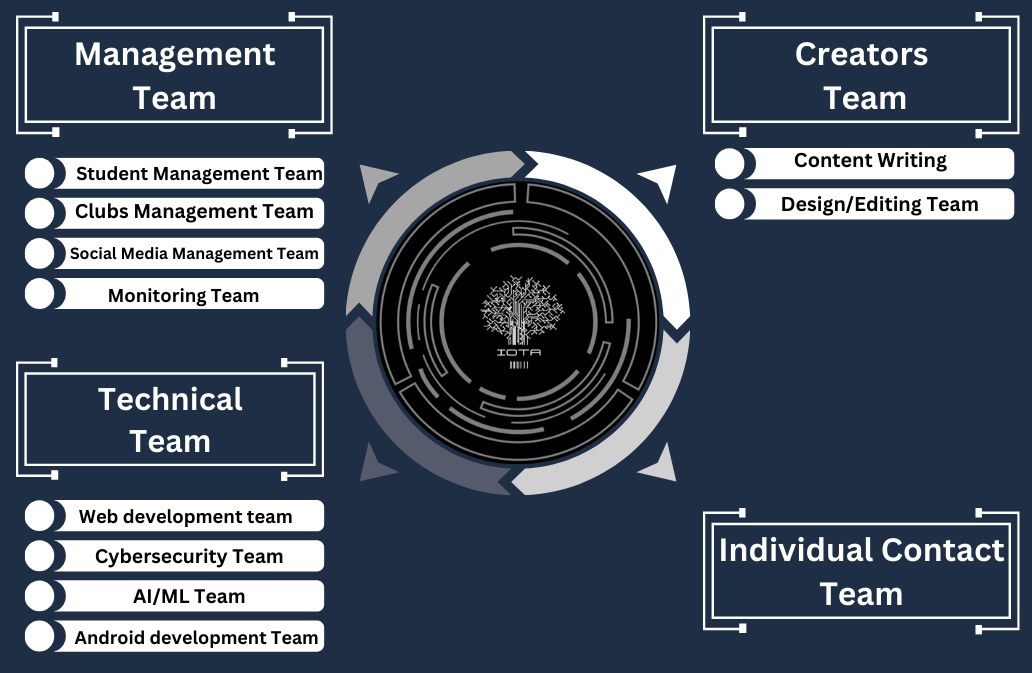 Management
Team
Student Management Team
Clubs Management Team
Social Media Management Team
Monitoring Team
Technical
Team
Web development team
Cybersecurity Team
AI/ML Team
Android development Team
IOTA
Creators
Team
Content Writing
Design/Editing Team
Individual Contact
Team